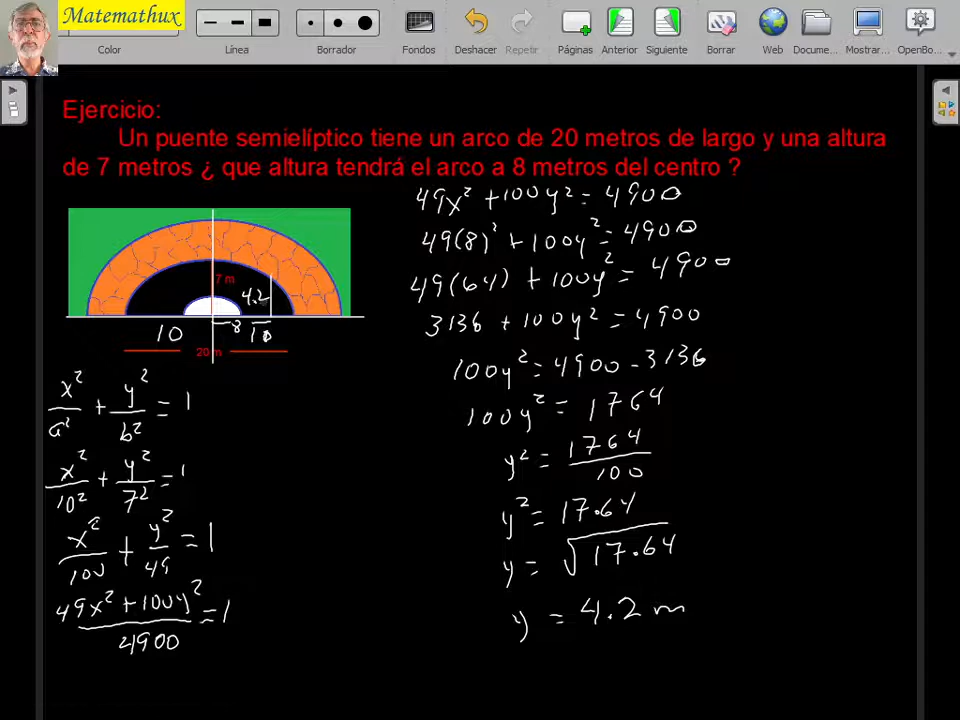 Matemathux
Color
Línea
Borrador
Fondos
Deshacer
Repetir
Páginas
Anterior
Siguiente
Borrar
Web
Docume...
Mostrar...
OpenBo...
Ejercicio:
Un puente semielíptico tiene un arco de 20 metros de largo y una altura
de 7 metros ¿ que altura tendrá el arco a 8 metros del centro ?
7 m
4.2
10
8
10
20 m
x²/a² + y²/b² = 1
x²/10² + y²/7² = 1
x²/100 + y²/49 = 1
49x² + 100y²/4900 = 1
49x² + 100y² = 4900
49(8)² + 100y² = 4900
49(64) + 100y² = 4900
3136 + 100y² = 4900
100y² = 4900 - 3136
100y² = 1764
y² = 1764/100
y² = 17.64
y = √17.64
y = 4.2 m